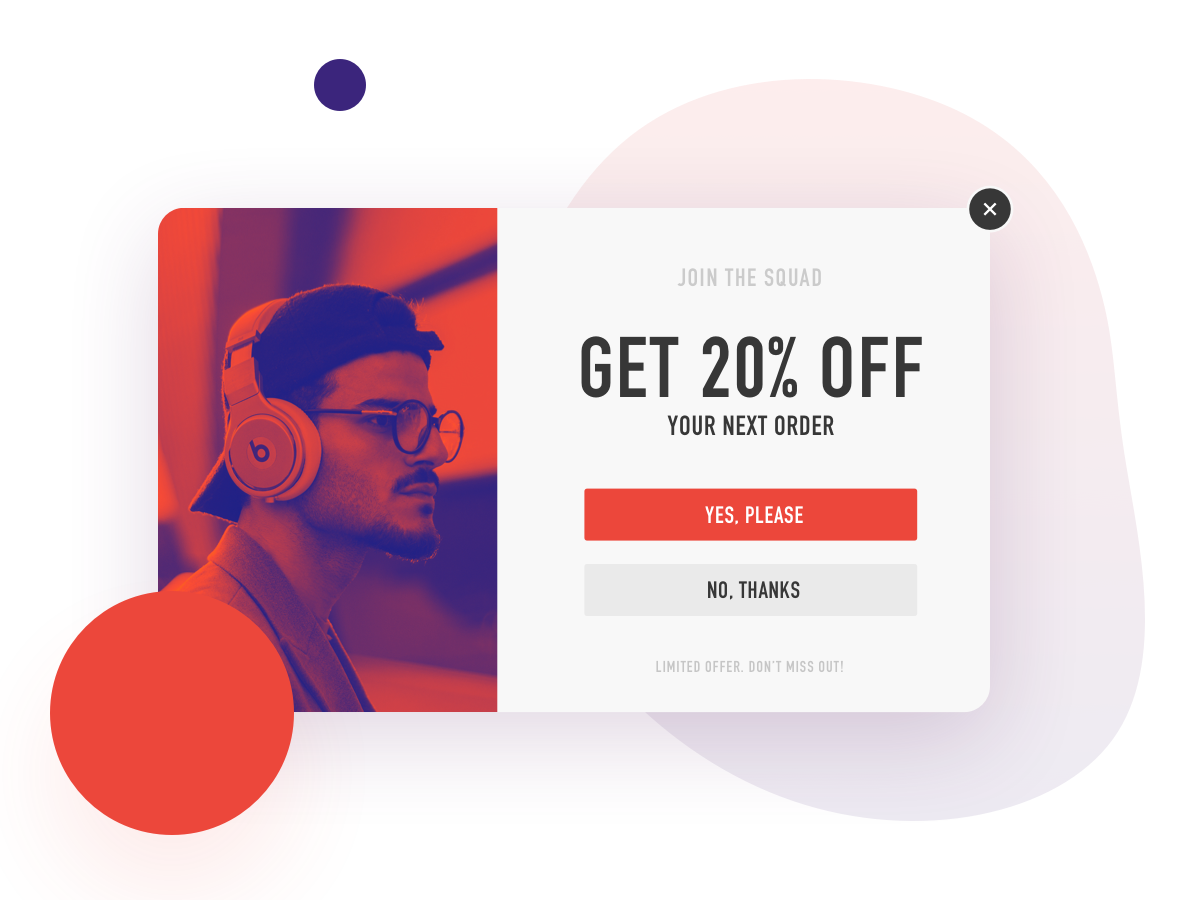 JOIN THE SQUAD
GET 20% OFF
YOUR NEXT ORDER
YES, PLEASE
NO, THANKS
LIMITED OFFER. DON'T MISS OUT!